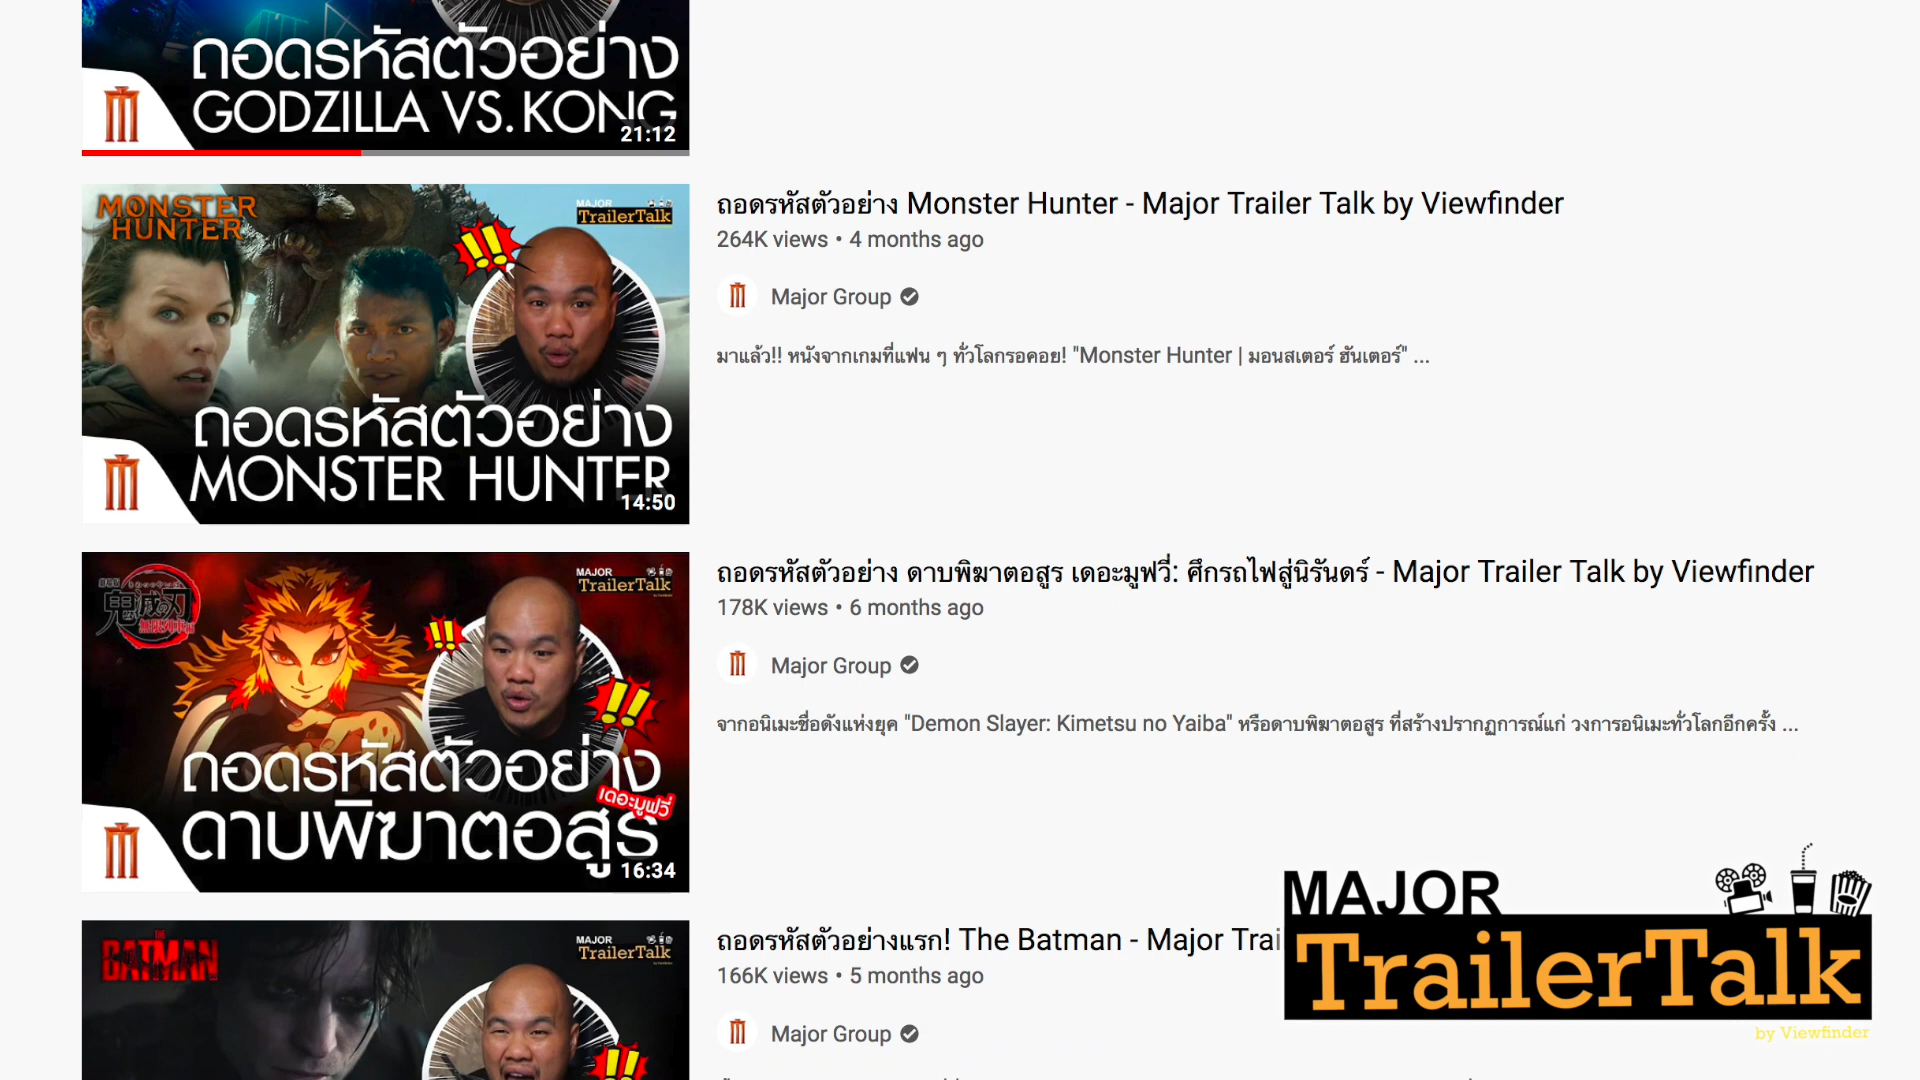 ถอดรหัสตัวอย่าง
GODZILLA VS. KONG
21:12
MONSTER
HUNTER
MAJOR
TrailerTalk
!!
ถอดรหัสตัวอย่าง
MONSTER HUNTER
14:50
ถอดรหัสตัวอย่าง Monster Hunter - Major Trailer Talk by Viewfinder
264K views • 4 months ago
Major Group
มาแล้ว!! หนังจากเกมที่แฟน ๆ ทั่วโลกรอคอย! "Monster Hunter | มอนสเตอร์ ฮันเตอร์" ...
鬼滅の刃
無限列車編
MAJOR
TrailerTalk
!!
!!
ถอดรหัสตัวอย่าง
เดอะมูฟวี่
ดาบพิฆาตอสูร
16:34
ถอดรหัสตัวอย่าง ดาบพิฆาตอสูร เดอะมูฟวี่: ศึกรถไฟสู่นิรันดร์ - Major Trailer Talk by Viewfinder
178K views • 6 months ago
Major Group
จากอนิเมะชื่อดังแห่งยุค "Demon Slayer: Kimetsu no Yaiba" หรือดาบพิฆาตอสูร ที่สร้างปรากฏการณ์แก่ วงการอนิเมะทั่วโลกอีกครั้ง ...
THE
BATMAN
MAJOR
TrailerTalk
!!
ถอดรหัสตัวอย่างแรก! The Batman - Major Trai
166K views • 5 months ago
Major Group
MAJOR
TrailerTalk
by Viewfinder